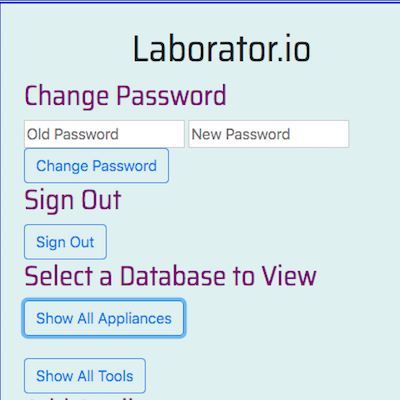 Laborator.io
Change Password
Old Password New Password
Change Password
Sign Out
Sign Out
Select a Database to View
Show All Appliances
Show All Tools